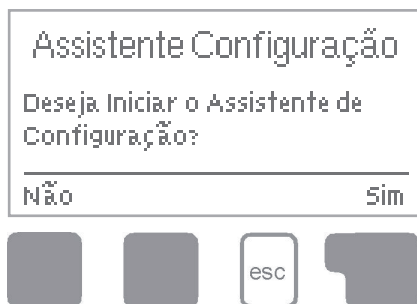 Assistente Configuração
Deseja Iniciar o Assistente de
Configuração?
Não Sim
esc